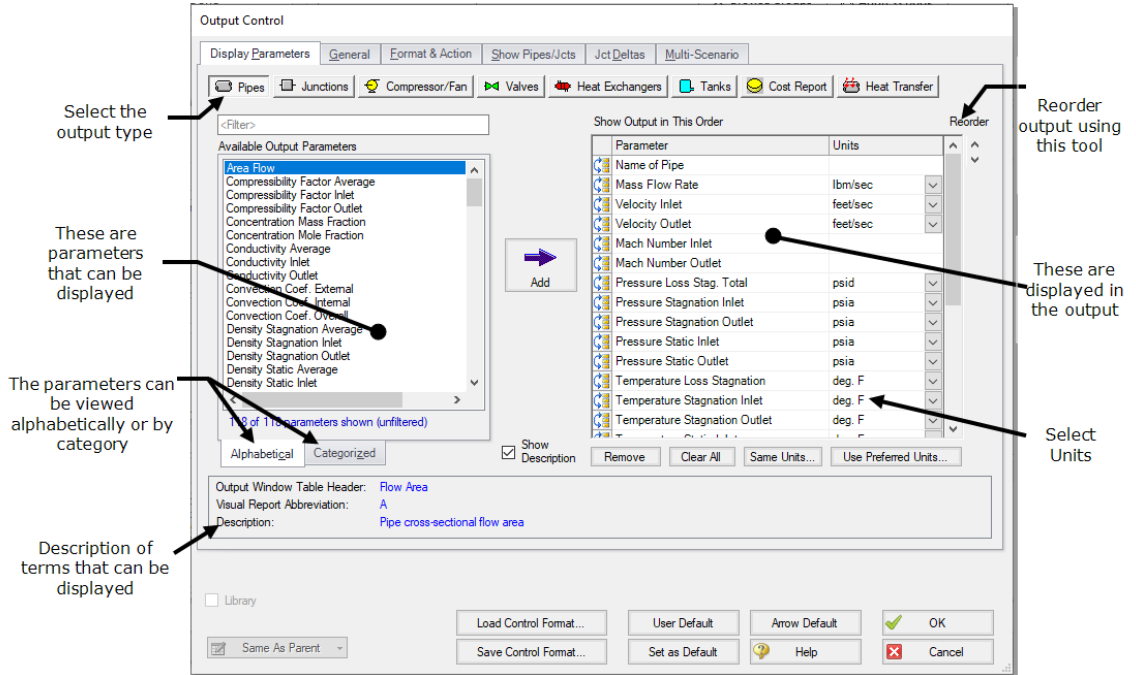 Output Control
Display Parameters
General
Format & Action
Show Pipes/Jcts
Jct Deltas
Multi-Scenario
Pipes
Junctions
Compressor/Fan
Valves
Heat Exchangers
Tanks
Cost Report
Heat Transfer
Select the
output type
<Filter>
Available Output Parameters
Area Flow
Compressibility Factor Average
Compressibility Factor Inlet
Compressibility Factor Outlet
Concentration Mass Fraction
Concentration Mole Fraction
Conductivity Average
Conductivity Inlet
Conductivity Outlet
Convection Coef. External
Convection Coef. Internal
Convection Coef. Overall
Density Stagnation Average
Density Stagnation Inlet
Density Stagnation Outlet
Density Static Average
Density Static Inlet
118 of 118 parameters shown (unfiltered)
Alphabetical
Categorized
These are
parameters
that can be
displayed
The parameters can
be viewed
alphabetically or by
category
Add
Show
Description
Show Output in This Order
Reorder
Parameter Units
Name of Pipe
Mass Flow Rate lbm/sec
Velocity Inlet feet/sec
Velocity Outlet feet/sec
Mach Number Inlet
Mach Number Outlet
Pressure Loss Stag. Total psid
Pressure Stagnation Inlet psia
Pressure Stagnation Outlet psia
Pressure Static Inlet psia
Pressure Static Outlet psia
Temperature Loss Stagnation deg. F
Temperature Stagnation Inlet deg. F
Temperature Stagnation Outlet deg. F
Remove
Clear All
Same Units...
Use Preferred Units...
Reorder
output using
this tool
These are
displayed in
the output
Select
Units
Output Window Table Header: Flow Area
Visual Report Abbreviation: A
Description: Pipe cross-sectional flow area
Description of
terms that can be
displayed
Library
Same As Parent
Load Control Format...
User Default
Arrow Default
OK
Save Control Format...
Set as Default
Help
Cancel